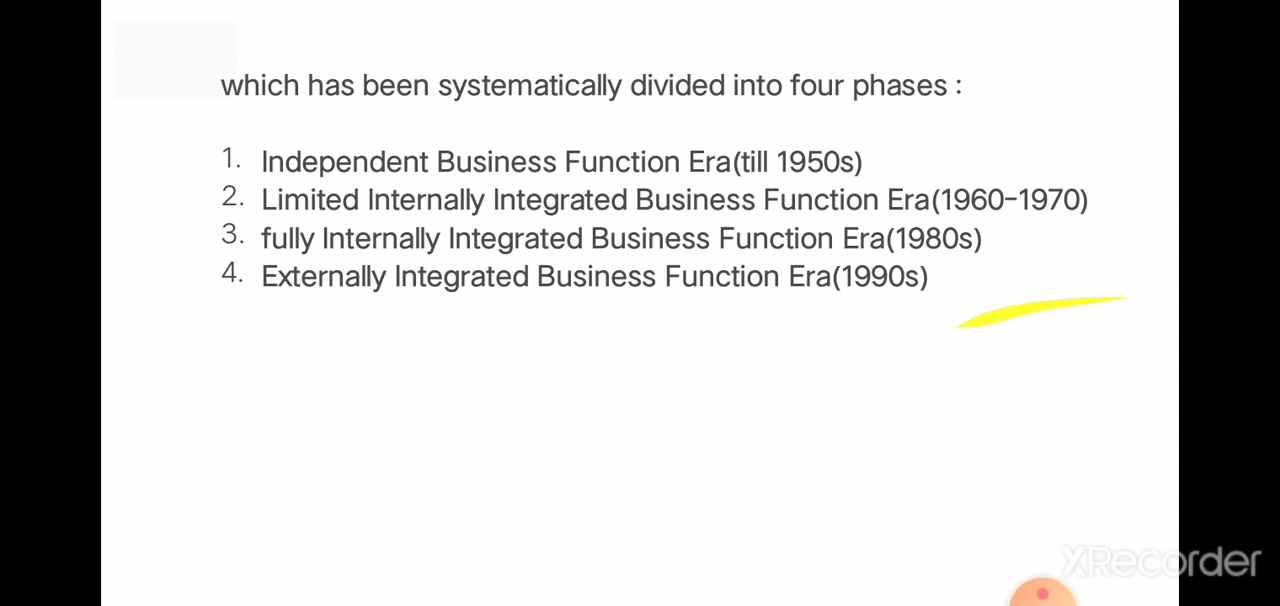 which has been systematically divided into four phases :
1. Independent Business Function Era(till 1950s)
2. Limited Internally Integrated Business Function Era(1960-1970)
3. fully Internally Integrated Business Function Era(1980s)
4. Externally Integrated Business Function Era(1990s)
XRecorder